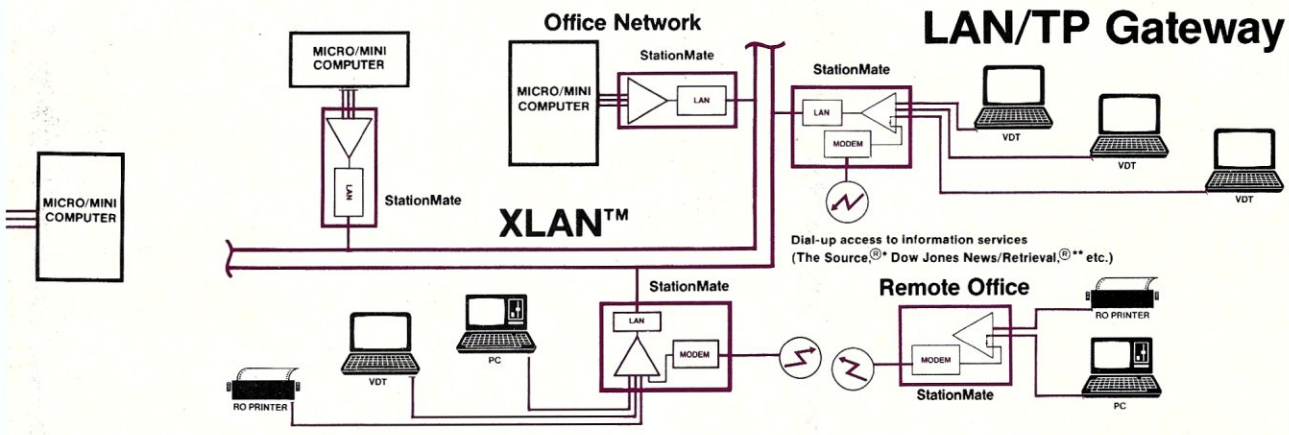 LAN/TP Gateway
Office Network
MICRO/MINI
COMPUTER
StationMate
StationMate
MICRO/MINI
COMPUTER
LAN
LAN
MODEM
VDT
VDT
VDT
MICRO/MINI
COMPUTER
LAN
StationMate
XLAN™
Dial-up access to information services
(The Source,®* Dow Jones News/Retrieval,®** etc.)
StationMate
Remote Office
LAN
MODEM
PC
VDT
RO PRINTER
RO PRINTER
MODEM
StationMate
PC